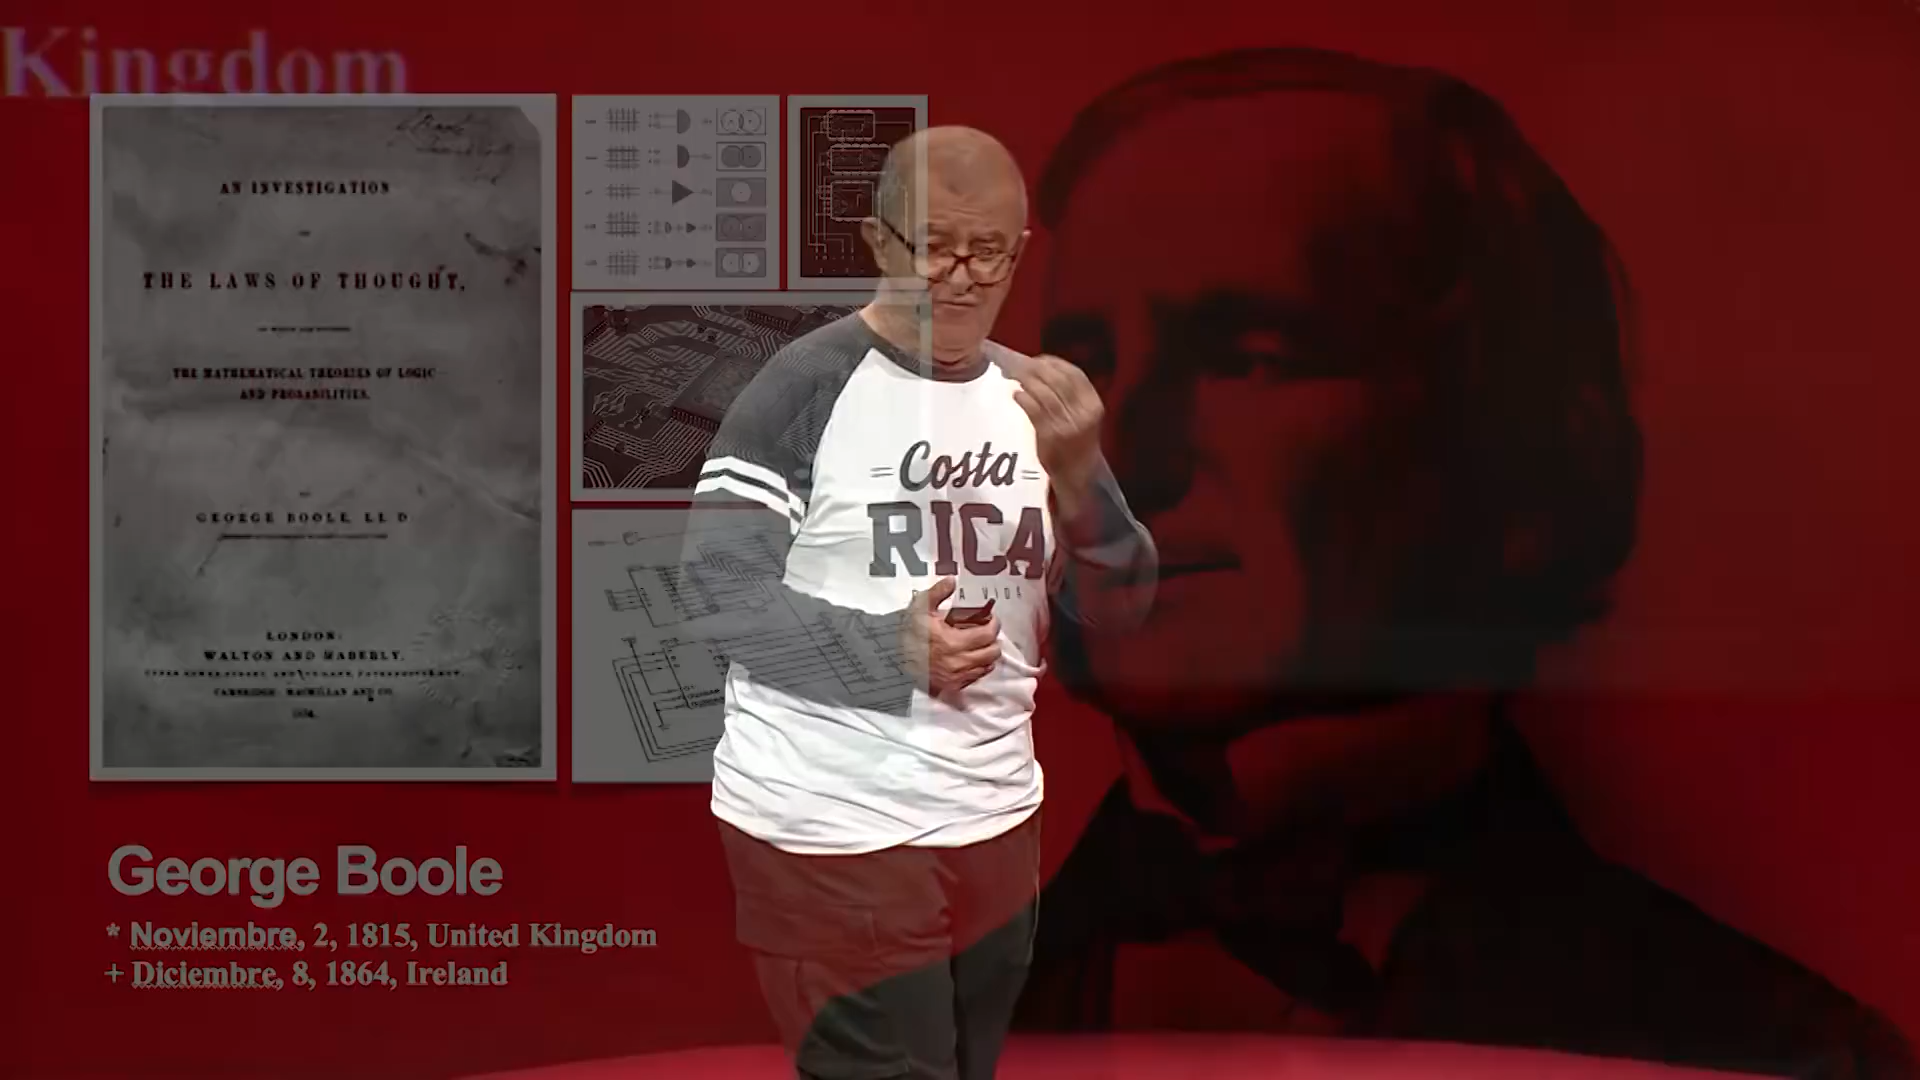 Kingdom
AN INVESTIGATION
THE LAWS OF THOUGHT,
THE MATHEMATICAL THEORIES OF LOGIC
AND PROBABILITIES.
GEORGE BOOLE, LL D
LONDON:
WALTON AND MABERLY,
CAMBRIDGE: MACMILLAN AND CO
Costa
RICA
VIDA
George Boole
* Noviembre, 2, 1815, United Kingdom
+ Diciembre, 8, 1864, Ireland